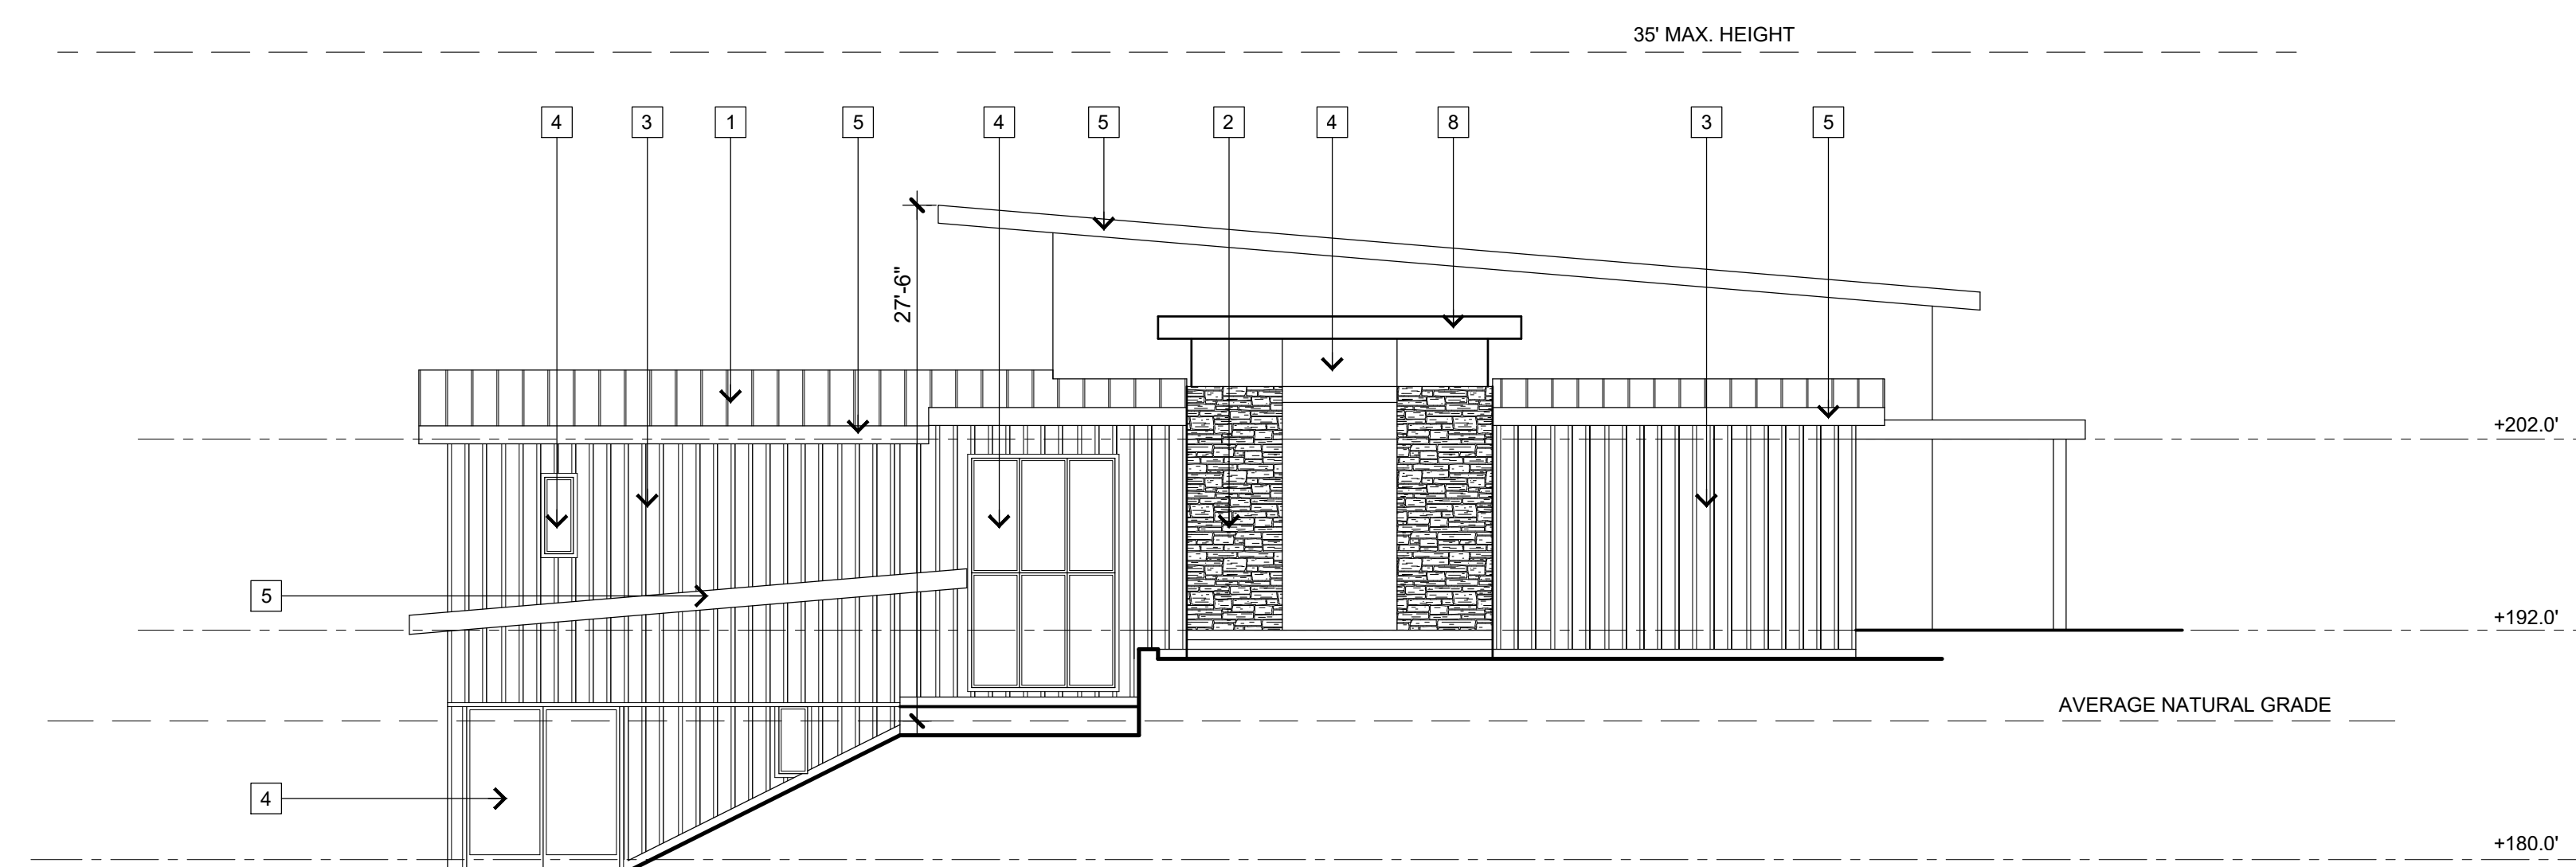 35' MAX. HEIGHT
4 3 1 5 4 5 2 4 8 3 5
27'-6"
+202.0'
5
+192.0'
AVERAGE NATURAL GRADE
4
+180.0'